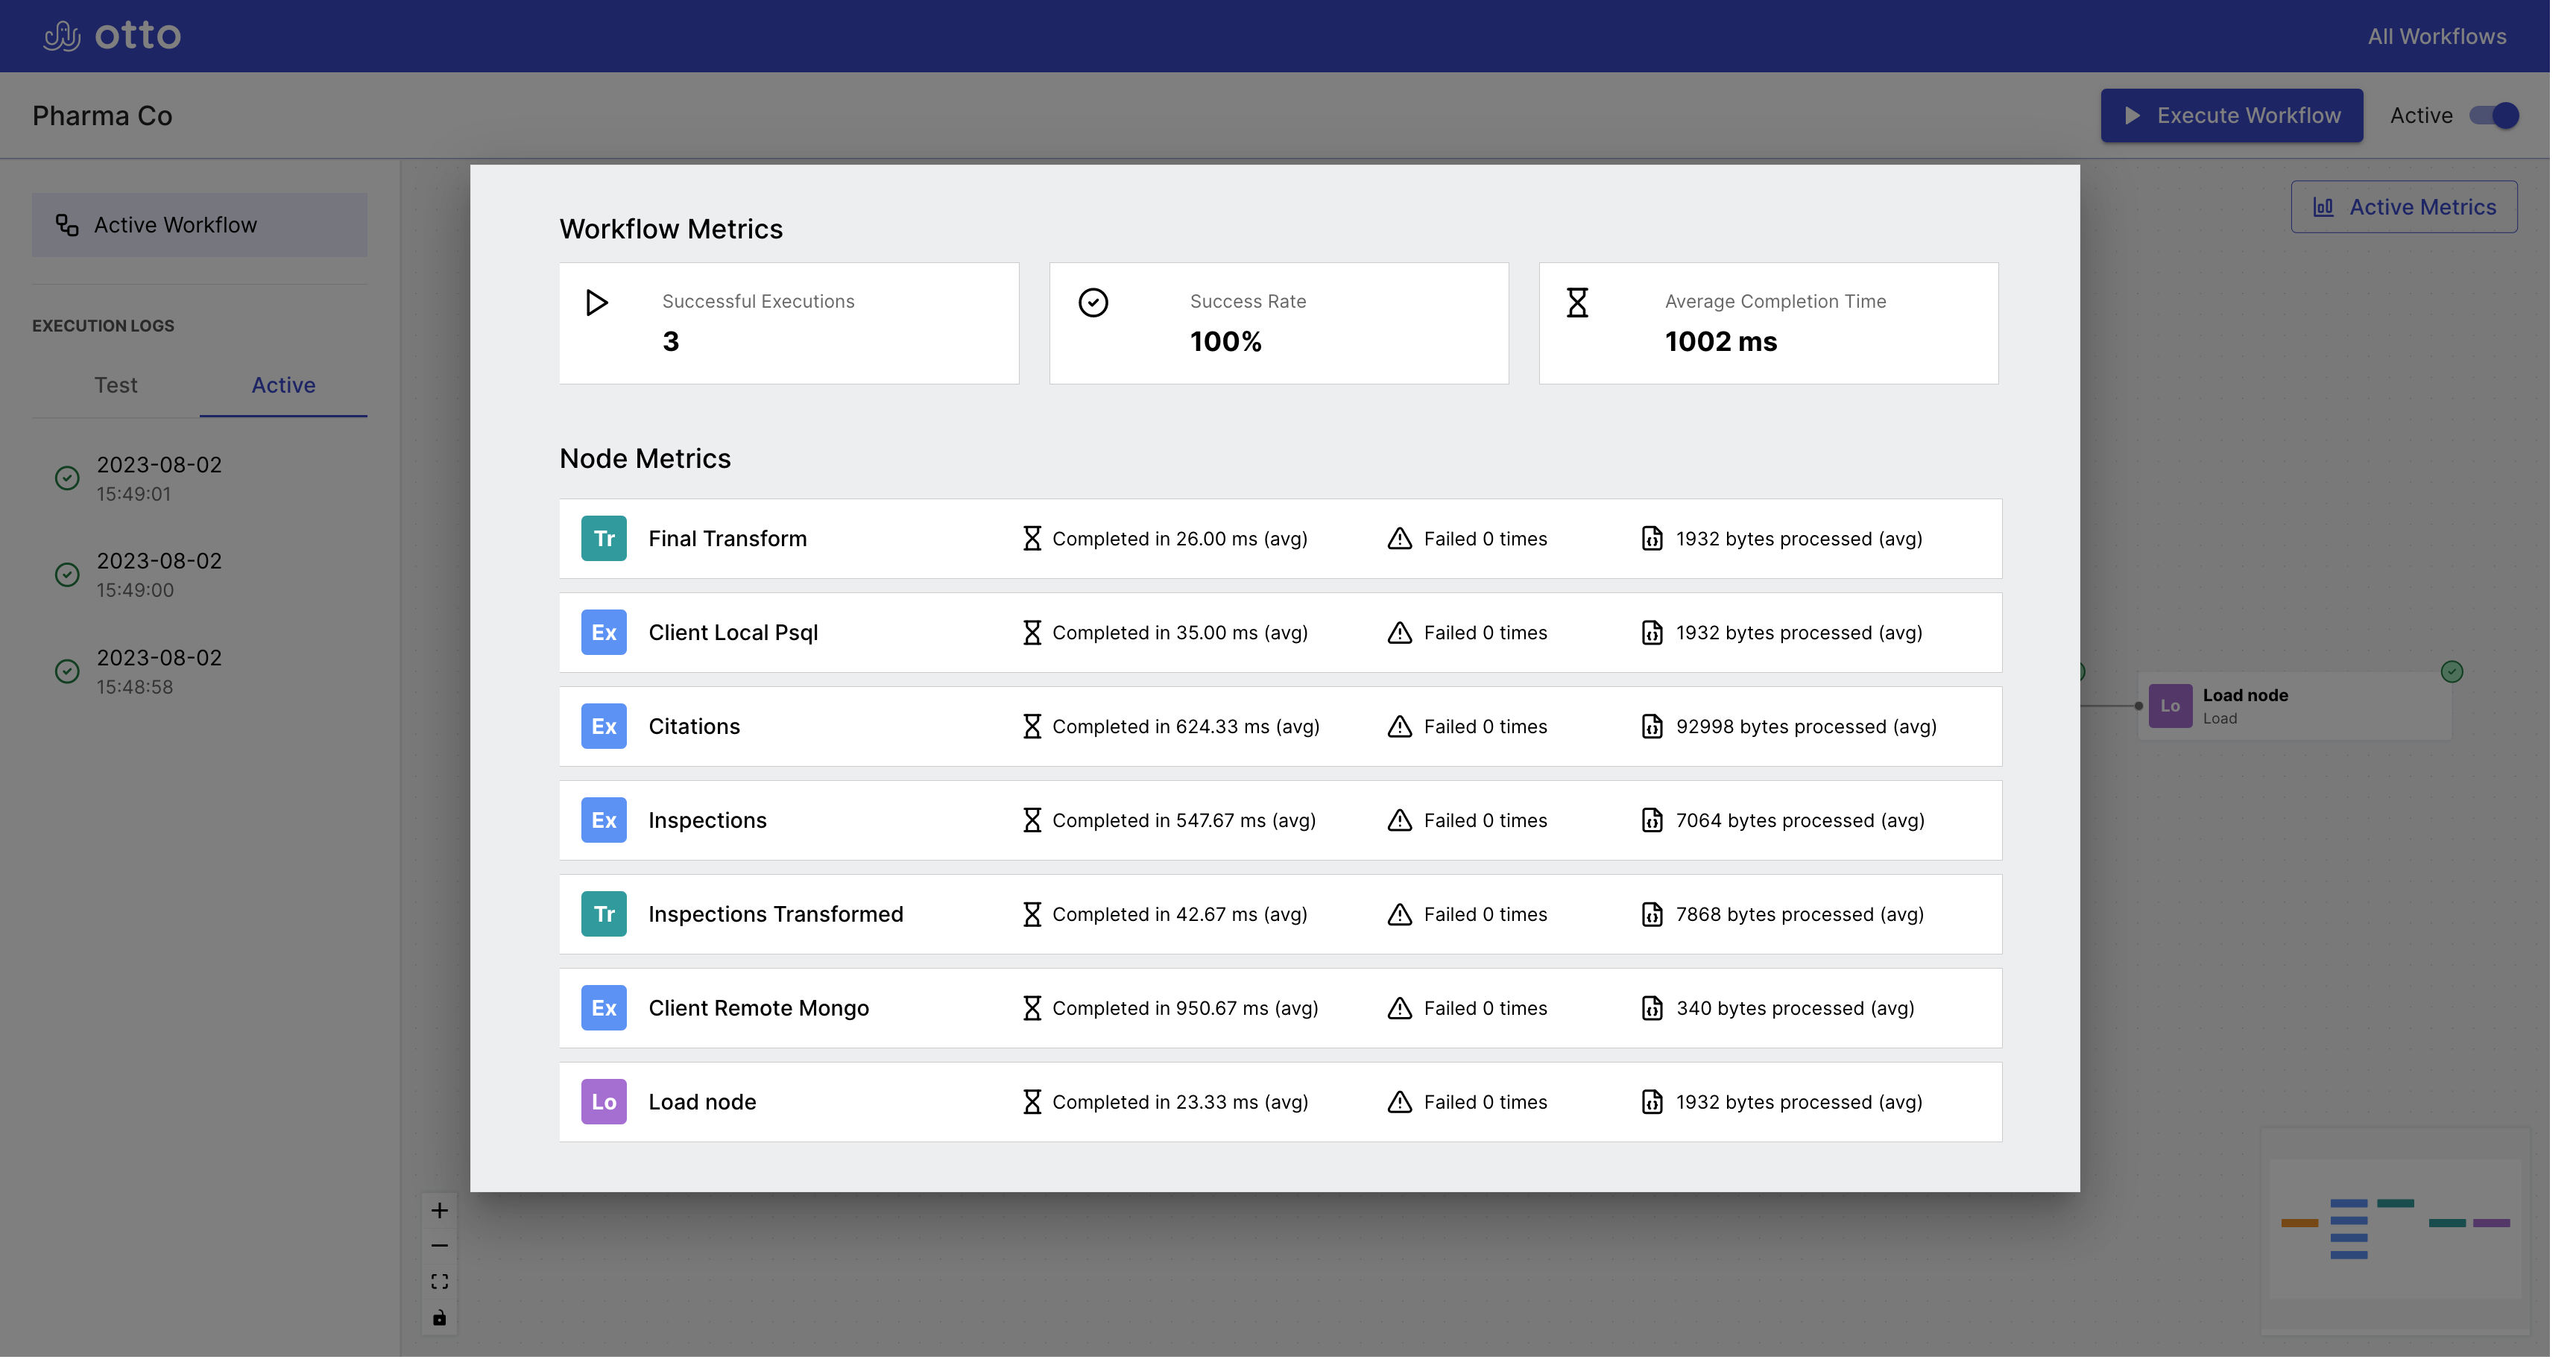 otto
All Workflows
Pharma Co
Execute Workflow
Active
Active Workflow
Active Metrics
EXECUTION LOGS
Test
Active
2023-08-02
15:49:01
2023-08-02
15:49:00
2023-08-02
15:48:58
Workflow Metrics
Successful Executions
3
Success Rate
100%
Average Completion Time
1002 ms
Node Metrics
Tr Final Transform Completed in 26.00 ms (avg) Failed 0 times 1932 bytes processed (avg)
Ex Client Local Psql Completed in 35.00 ms (avg) Failed 0 times 1932 bytes processed (avg)
Ex Citations Completed in 624.33 ms (avg) Failed 0 times 92998 bytes processed (avg)
Ex Inspections Completed in 547.67 ms (avg) Failed 0 times 7064 bytes processed (avg)
Tr Inspections Transformed Completed in 42.67 ms (avg) Failed 0 times 7868 bytes processed (avg)
Ex Client Remote Mongo Completed in 950.67 ms (avg) Failed 0 times 340 bytes processed (avg)
Lo Load node Completed in 23.33 ms (avg) Failed 0 times 1932 bytes processed (avg)
Lo Load node
Load